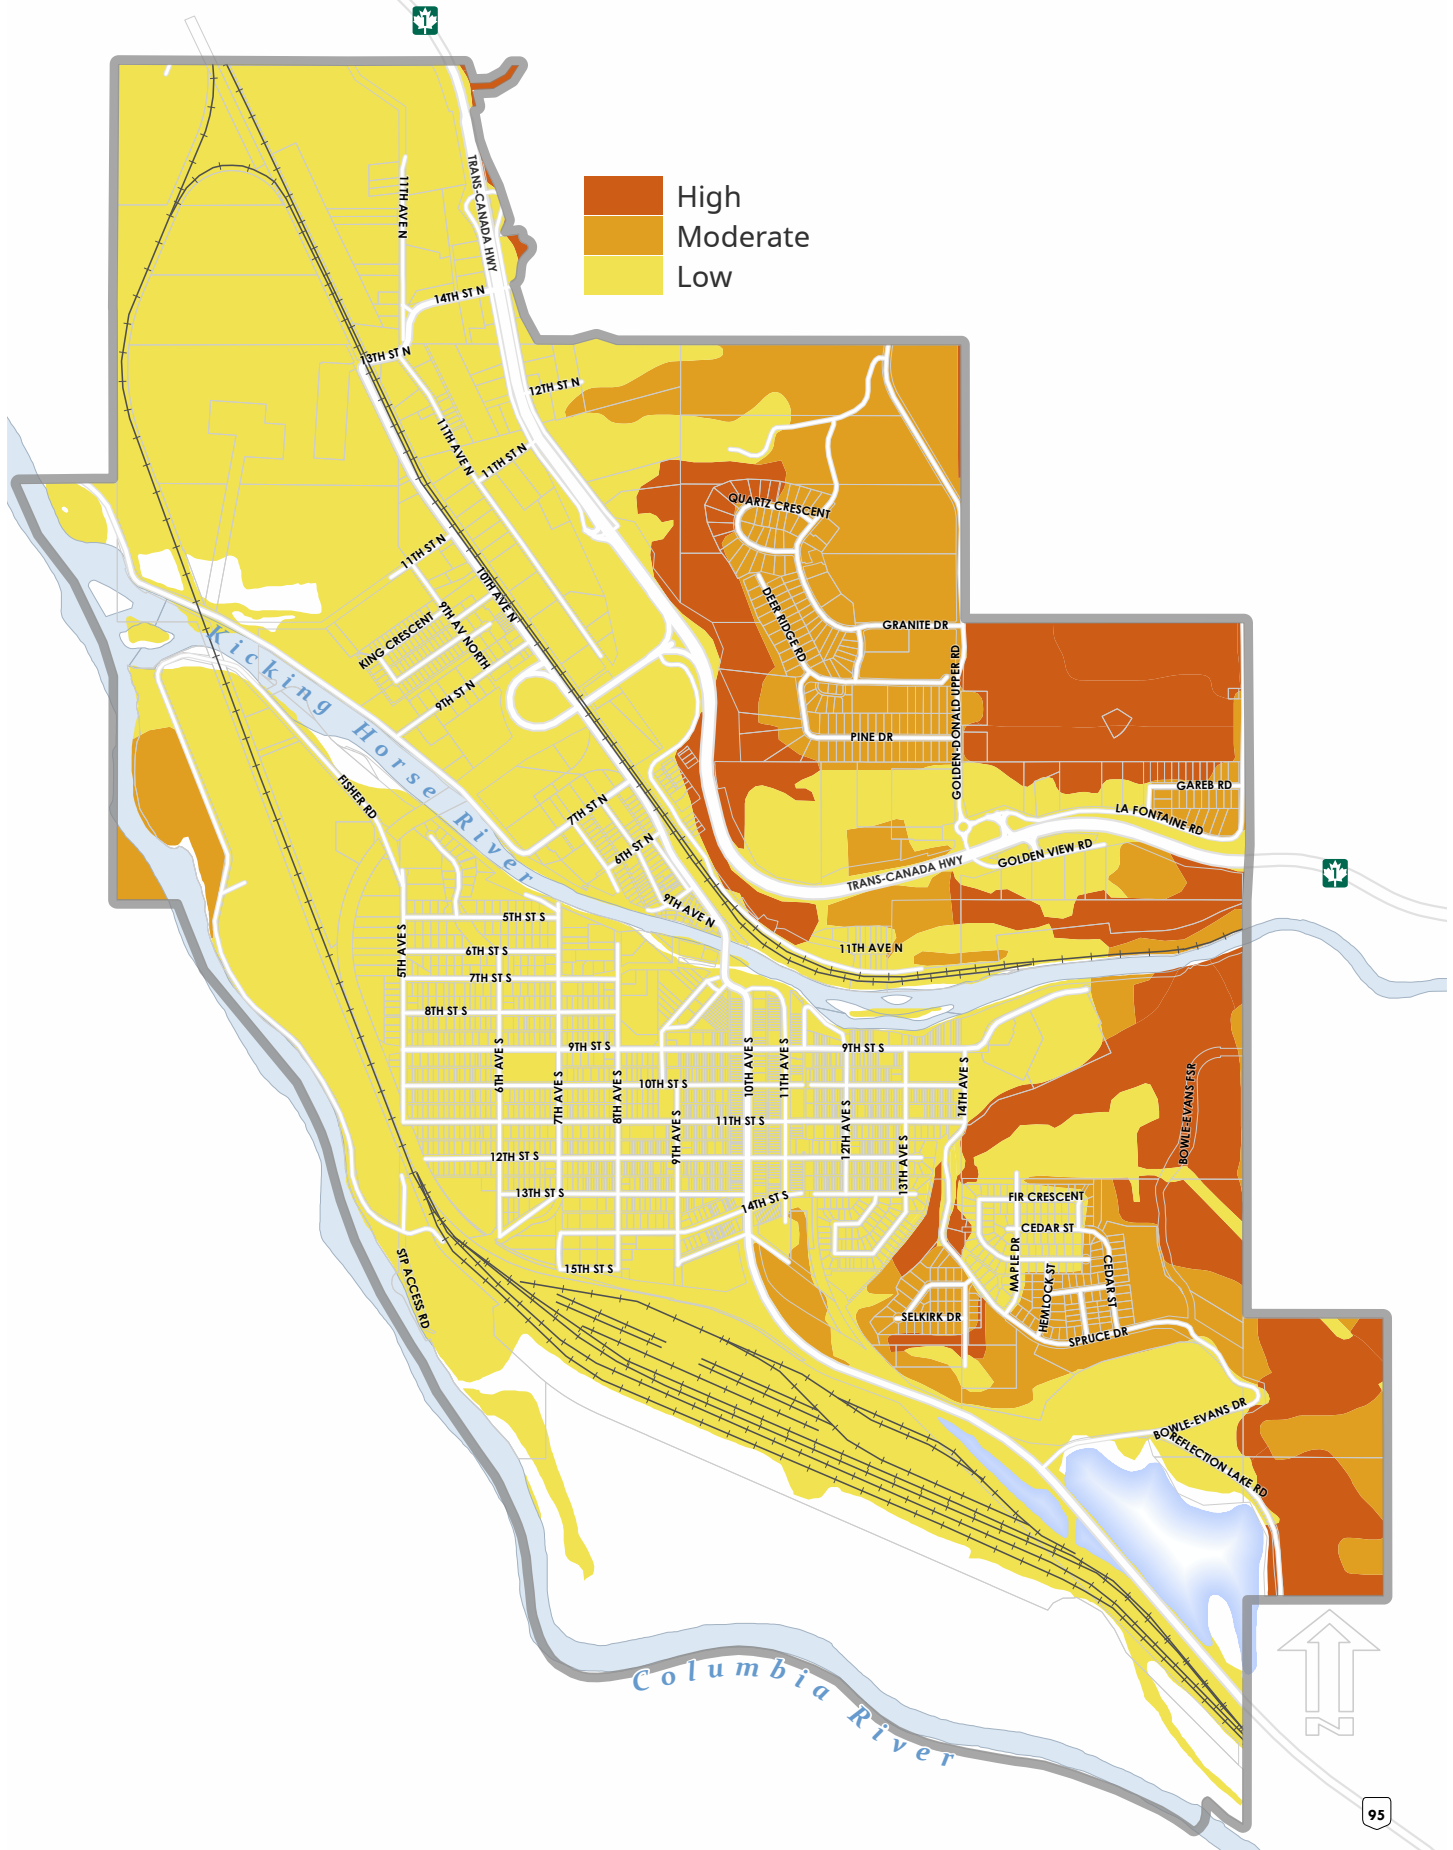 1
High
Moderate
Low
11TH AVE N
TRANS-CANADA HWY
14TH ST N
13TH ST N
12TH ST N
11TH AVE N
11TH ST N
QUARTZ CRESCENT
11TH ST N
10TH AVE N
9TH AV NORTH
KING CRESCENT
9TH ST N
DEER RIDGE RD
GRANITE DR
GOLDEN-DONALD UPPER RD
PINE DR
Kicking Horse River
FISHER RD
7TH ST N
6TH ST N
GAREB RD
LA FONTAINE RD
GOLDEN VIEW RD
TRANS-CANADA HWY
1
9TH AVE N
11TH AVE N
5TH ST S
5TH AVE S
6TH ST S
7TH ST S
8TH ST S
9TH ST S
9TH ST S
6TH AVE S
7TH AVE S
8TH AVE S
10TH ST S
10TH AVE S
11TH AVE S
14TH AVE S
BOWLE-EVANS FSR
9TH AVE S
11TH ST S
12TH AVE S
13TH AVE S
12TH ST S
13TH ST S
14TH ST S
FIR CRESCENT
CEDAR ST
MAPLE DR
HEMLOCK ST
CEDAR ST
15TH ST S
STP ACCESS RD
SELKIRK DR
SPRUCE DR
BOWLE-EVANS DR
REFLECTION LAKE RD
Columbia River
N
95